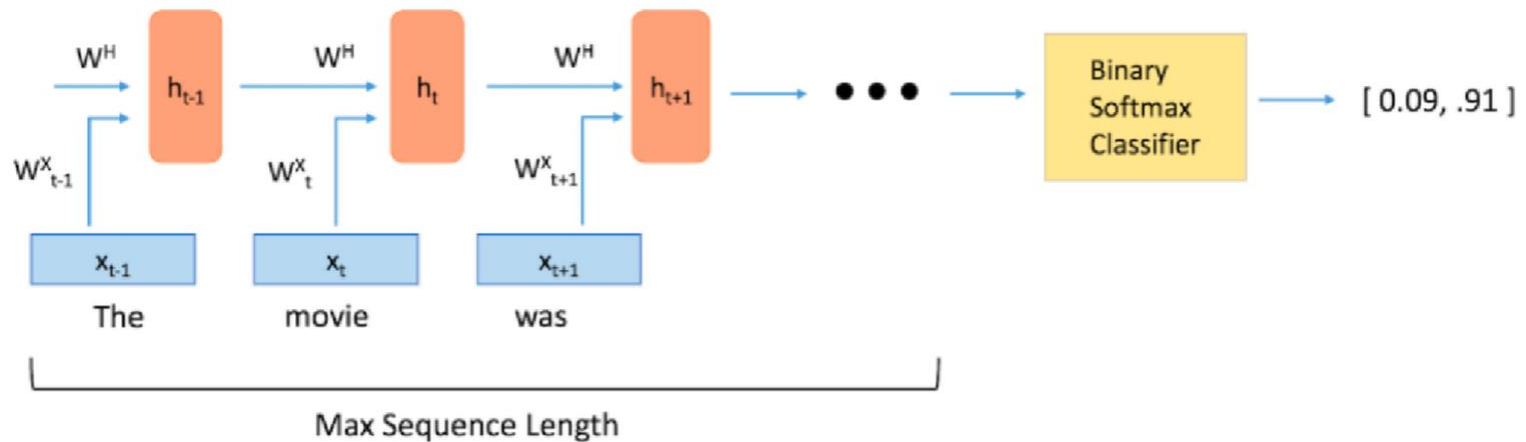 W^H W^H W^H
h_t-1 h_t h_t+1
Binary
Softmax
Classifier
[ 0.09, .91 ]
W^X_t-1 W^X_t W^X_t+1
x_t-1 x_t x_t+1
The movie was
Max Sequence Length